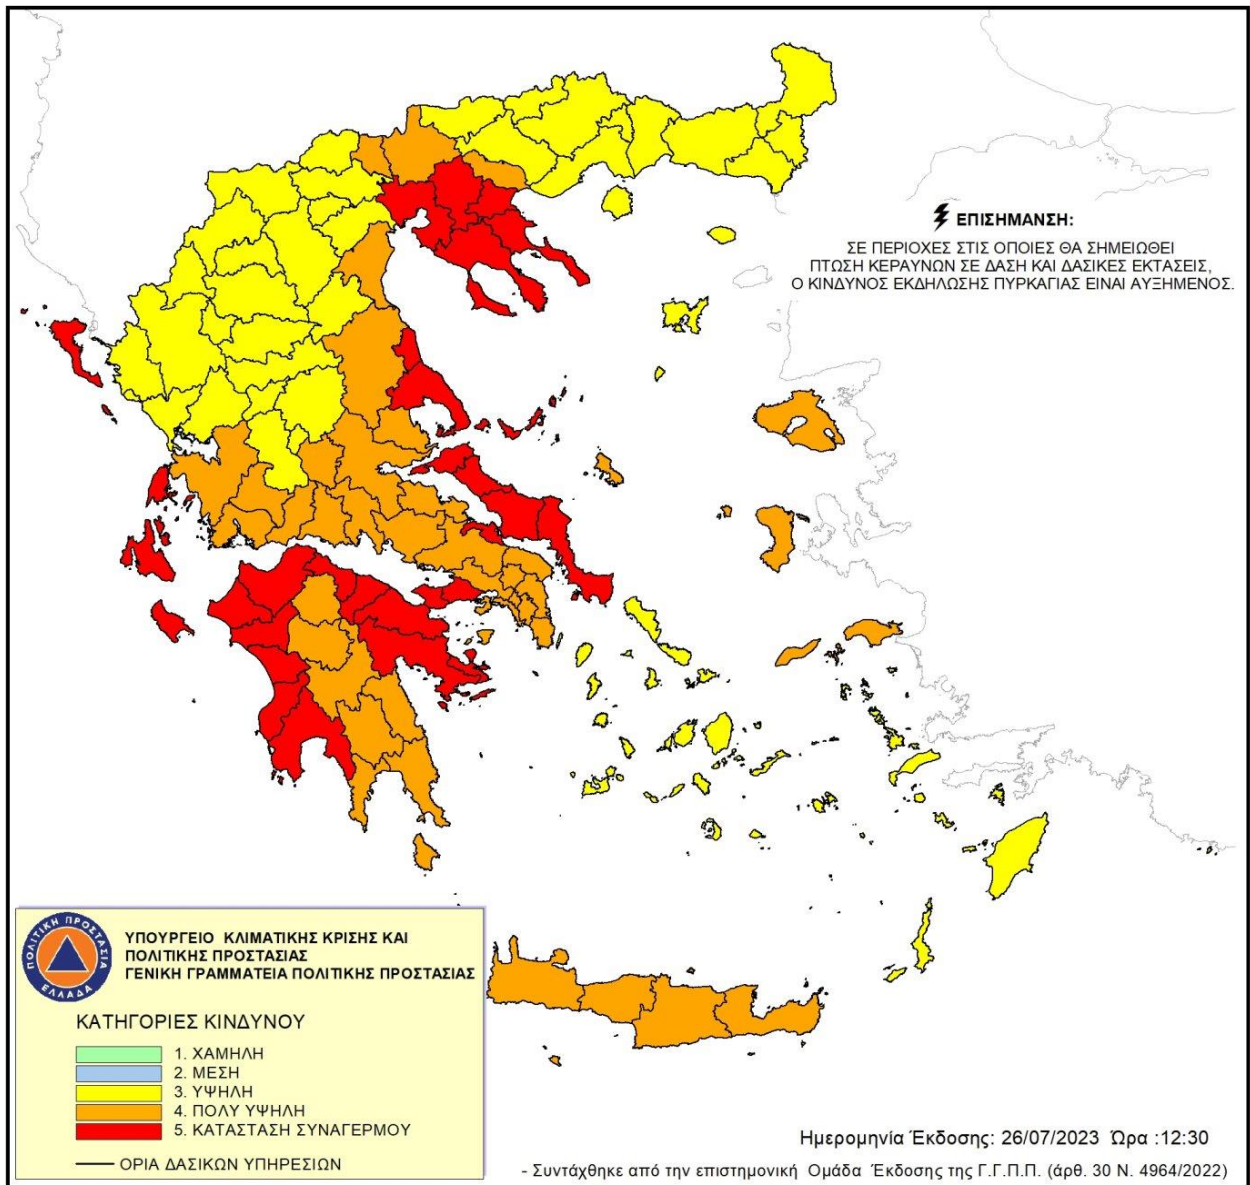 ΕΠΙΣΗΜΑΝΣΗ:
ΣΕ ΠΕΡΙΟΧΕΣ ΣΤΙΣ ΟΠΟΙΕΣ ΘΑ ΣΗΜΕΙΩΘΕΙ
ΠΤΩΣΗ ΚΕΡΑΥΝΩΝ ΣΕ ΔΑΣΗ ΚΑΙ ΔΑΣΙΚΕΣ ΕΚΤΑΣΕΙΣ,
Ο ΚΙΝΔΥΝΟΣ ΕΚΔΗΛΩΣΗΣ ΠΥΡΚΑΓΙΑΣ ΕΙΝΑΙ ΑΥΞΗΜΕΝΟΣ.
ΠΟΛΙΤΙΚΗ ΠΡΟΣΤΑΣΙΑ
ΕΛΛΑΔΑ
ΥΠΟΥΡΓΕΙΟ ΚΛΙΜΑΤΙΚΗΣ ΚΡΙΣΗΣ ΚΑΙ
ΠΟΛΙΤΙΚΗΣ ΠΡΟΣΤΑΣΙΑΣ
ΓΕΝΙΚΗ ΓΡΑΜΜΑΤΕΙΑ ΠΟΛΙΤΙΚΗΣ ΠΡΟΣΤΑΣΙΑΣ
ΚΑΤΗΓΟΡΙΕΣ ΚΙΝΔΥΝΟΥ
1. ΧΑΜΗΛΗ
2. ΜΕΣΗ
3. ΥΨΗΛΗ
4. ΠΟΛΥ ΥΨΗΛΗ
5. ΚΑΤΑΣΤΑΣΗ ΣΥΝΑΓΕΡΜΟΥ
ΟΡΙΑ ΔΑΣΙΚΩΝ ΥΠΗΡΕΣΙΩΝ
Ημερομηνία Έκδοσης: 26/07/2023 Ώρα :12:30
- Συντάχθηκε από την επιστημονική Ομάδα Έκδοσης της Γ.Γ.Π.Π. (άρθ. 30 Ν. 4964/2022)